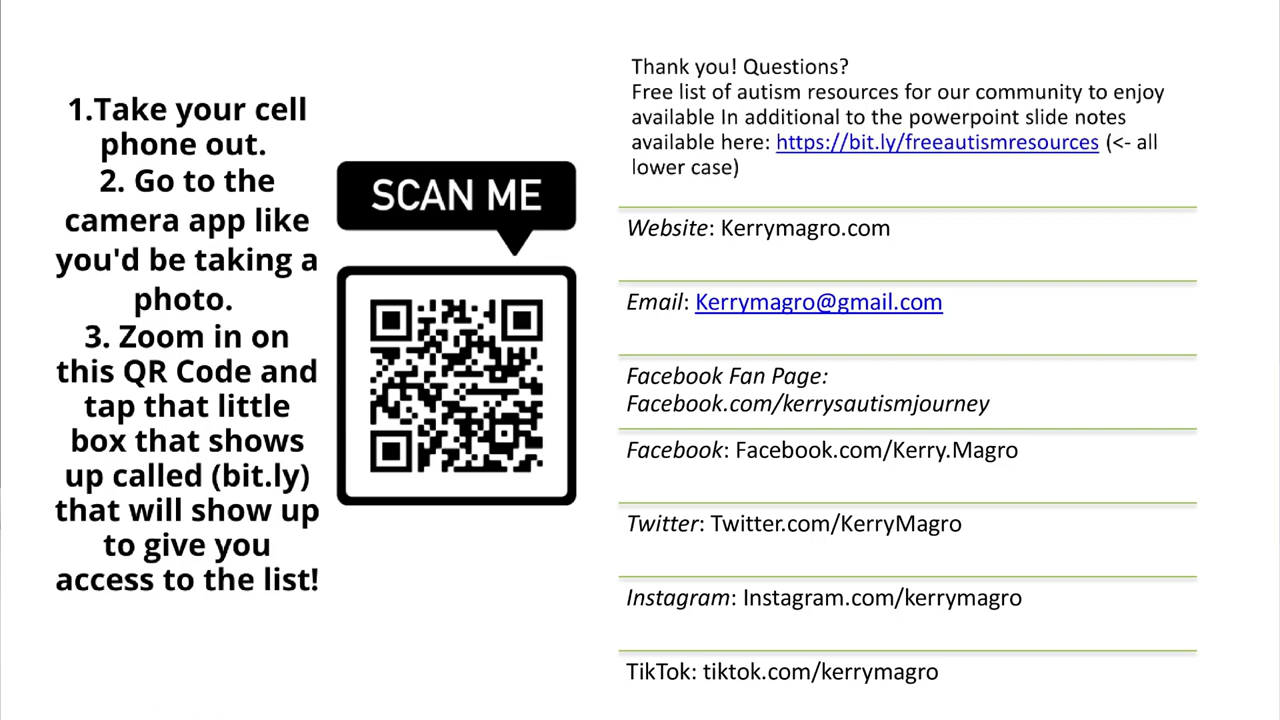 1.Take your cell
phone out.
2. Go to the
camera app like
you'd be taking a
photo.
3. Zoom in on
this QR Code and
tap that little
box that shows
up called (bit.ly)
that will show up
to give you
access to the list!
SCAN ME
Thank you! Questions?
Free list of autism resources for our community to enjoy
available In additional to the powerpoint slide notes
available here: https://bit.ly/freeautismresources (<- all
lower case)
Website: Kerrymagro.com
Email: Kerrymagro@gmail.com
Facebook Fan Page:
Facebook.com/kerrysautismjourney
Facebook: Facebook.com/Kerry.Magro
Twitter: Twitter.com/KerryMagro
Instagram: Instagram.com/kerrymagro
TikTok: tiktok.com/kerrymagro